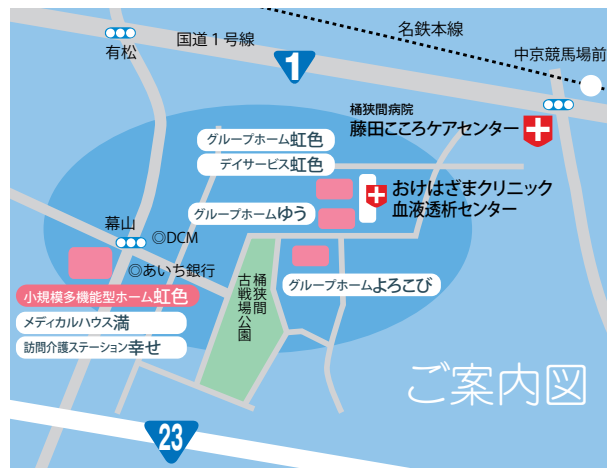 名鉄本線
国道1号線
有松
1
中京競馬場前
桶狭間病院
藤田こころケアセンター
グループホーム虹色
デイサービス虹色
おけはざまクリニック
血液透析センター
グループホームゆう
幕山
◎DCM
◎あいち銀行
グループホームよろこび
小規模多機能型ホーム虹色
メディカルハウス満
訪問介護ステーション幸せ
桶狭間
古戦場公園
ご案内図
23